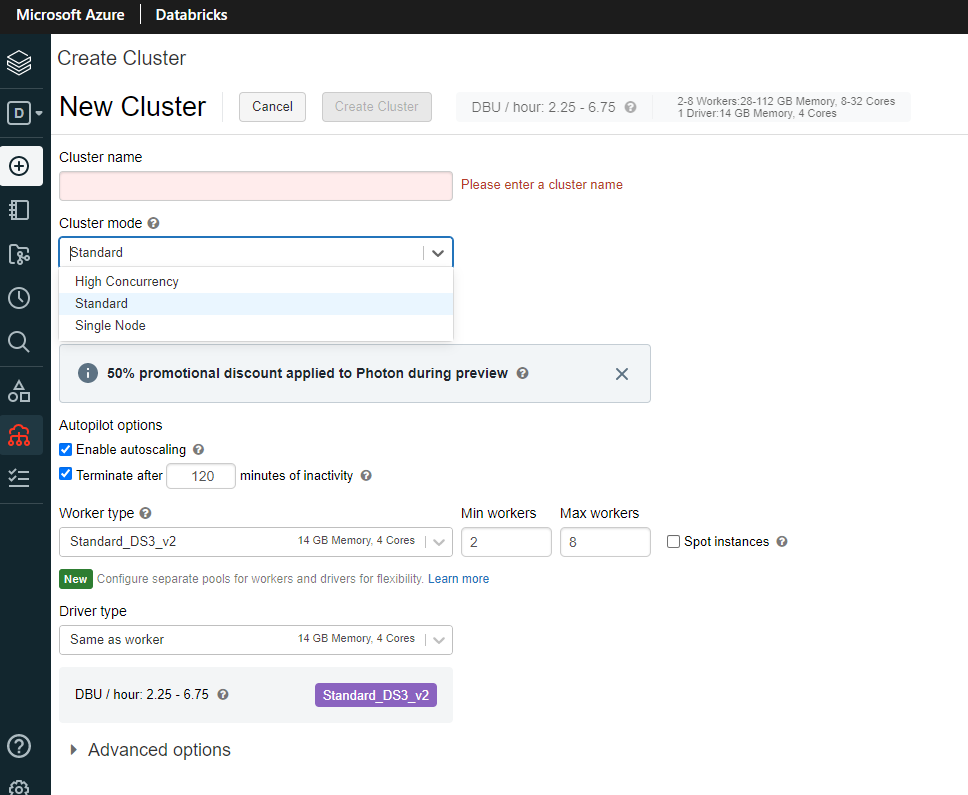 Microsoft Azure | Databricks
Create Cluster
D
New Cluster
Cancel
Create Cluster
DBU / hour: 2.25 - 6.75 ?
2-8 Workers:28-112 GB Memory, 8-32 Cores
1 Driver:14 GB Memory, 4 Cores
Cluster name
Please enter a cluster name
Cluster mode ?
Standard
High Concurrency
Standard
Single Node
50% promotional discount applied to Photon during preview ?
Autopilot options
Enable autoscaling ?
Terminate after 120 minutes of inactivity ?
Worker type ?
Min workers
Max workers
Standard_DS3_v2 14 GB Memory, 4 Cores
2
8
Spot instances ?
New Configure separate pools for workers and drivers for flexibility. Learn more
Driver type
Same as worker 14 GB Memory, 4 Cores
DBU / hour: 2.25 - 6.75 ?
Standard_DS3_v2
Advanced options